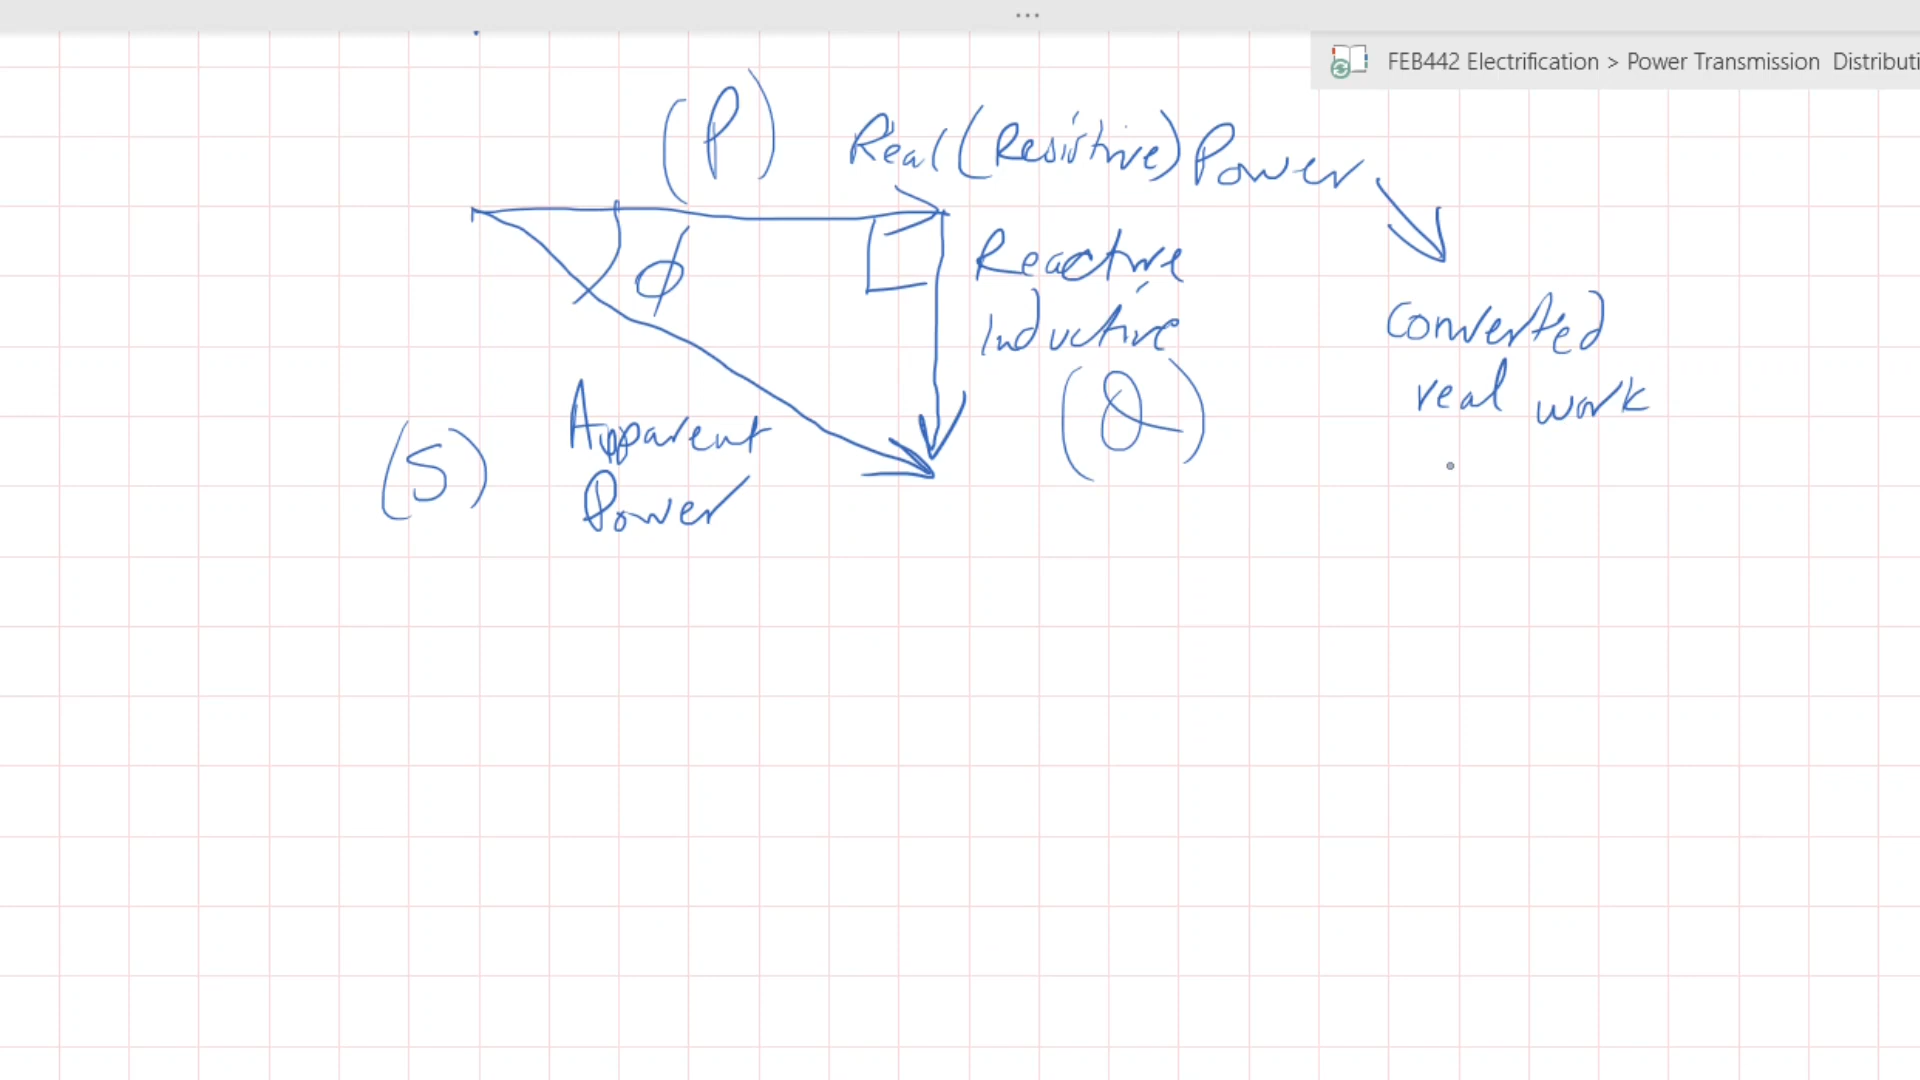 ...
FEB442 Electrification > Power Transmission Distributi
(P) Real (Resistive) Power
ϕ
Reactive
Inductive
(Q)
Converted
real work
(S) Apparent
Power